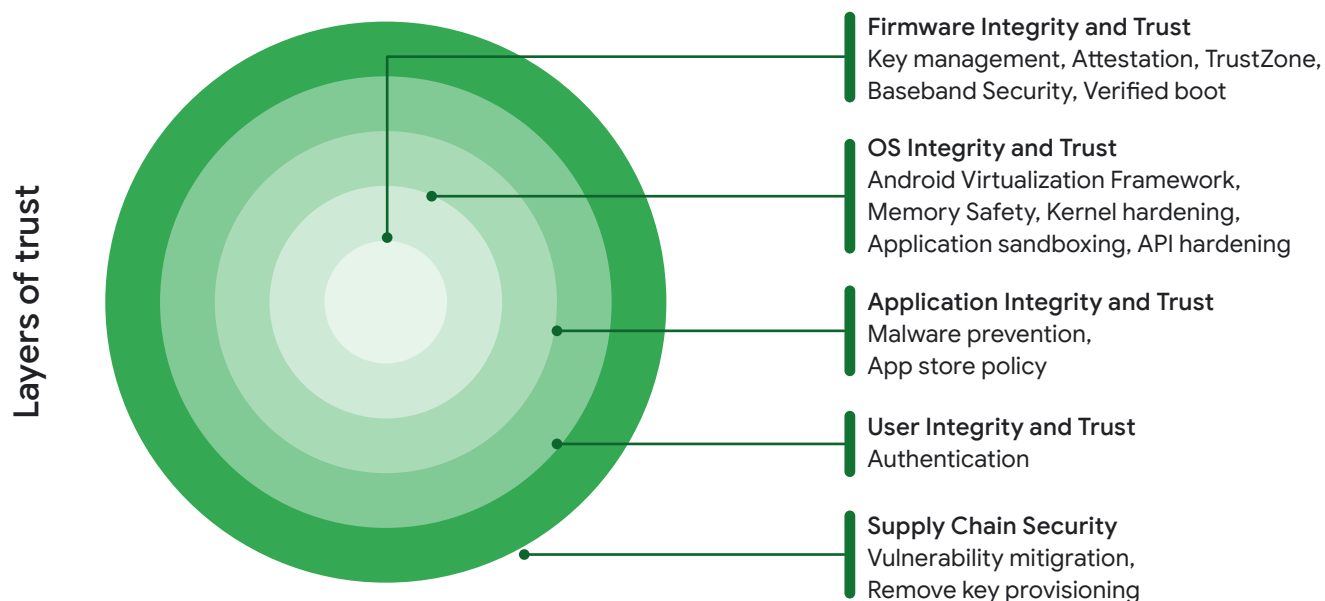 Layers of trust
Firmware Integrity and Trust
Key management, Attestation, TrustZone,
Baseband Security, Verified boot
OS Integrity and Trust
Android Virtualization Framework,
Memory Safety, Kernel hardening,
Application sandboxing, API hardening
Application Integrity and Trust
Malware prevention,
App store policy
User Integrity and Trust
Authentication
Supply Chain Security
Vulnerability mitigration,
Remove key provisioning